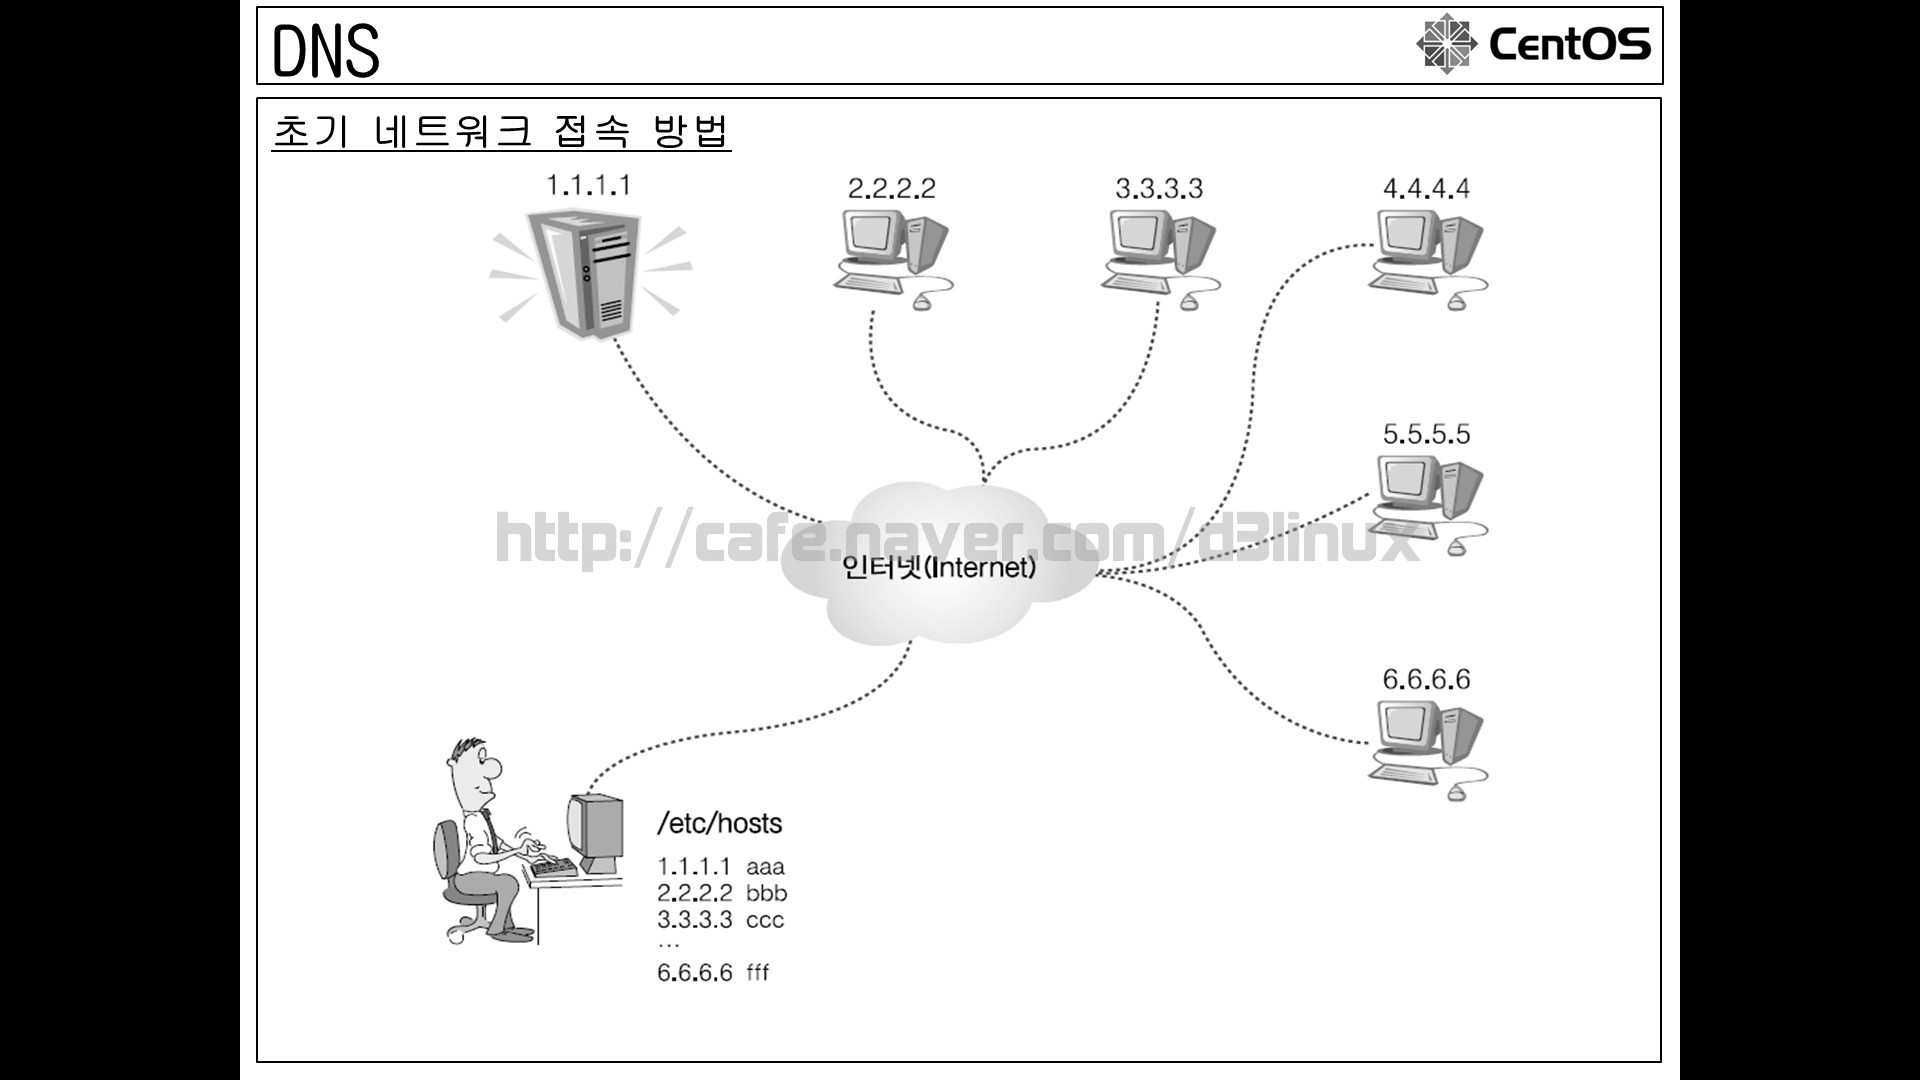 DNS
CentOS
초기 네트워크 접속 방법
1.1.1.1
2.2.2.2
3.3.3.3
4.4.4.4
5.5.5.5
http://cafe.naver.com/d3linux
인터넷(Internet)
6.6.6.6
/etc/hosts
1.1.1.1 aaa
2.2.2.2 bbb
3.3.3.3 ccc
...
6.6.6.6 fff